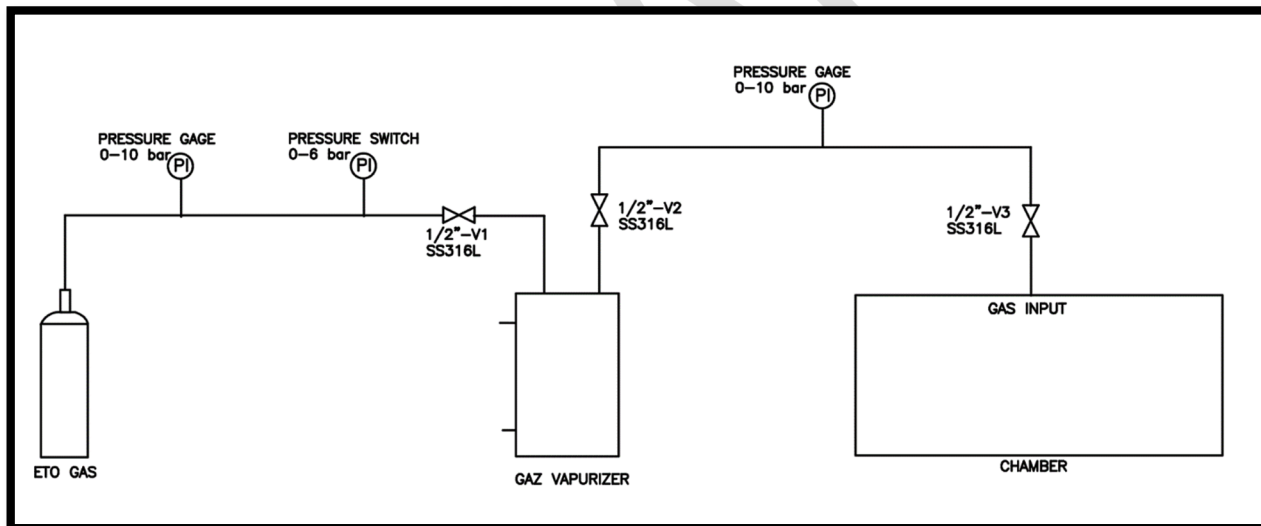 PRESSURE GAGE
0-10 bar
PI
PRESSURE SWITCH
0-6 bar
PI
PRESSURE GAGE
0-10 bar
PI
1/2"-V1
SS316L
1/2"-V2
SS316L
1/2"-V3
SS316L
ETO GAS
GAZ VAPURIZER
GAS INPUT
CHAMBER